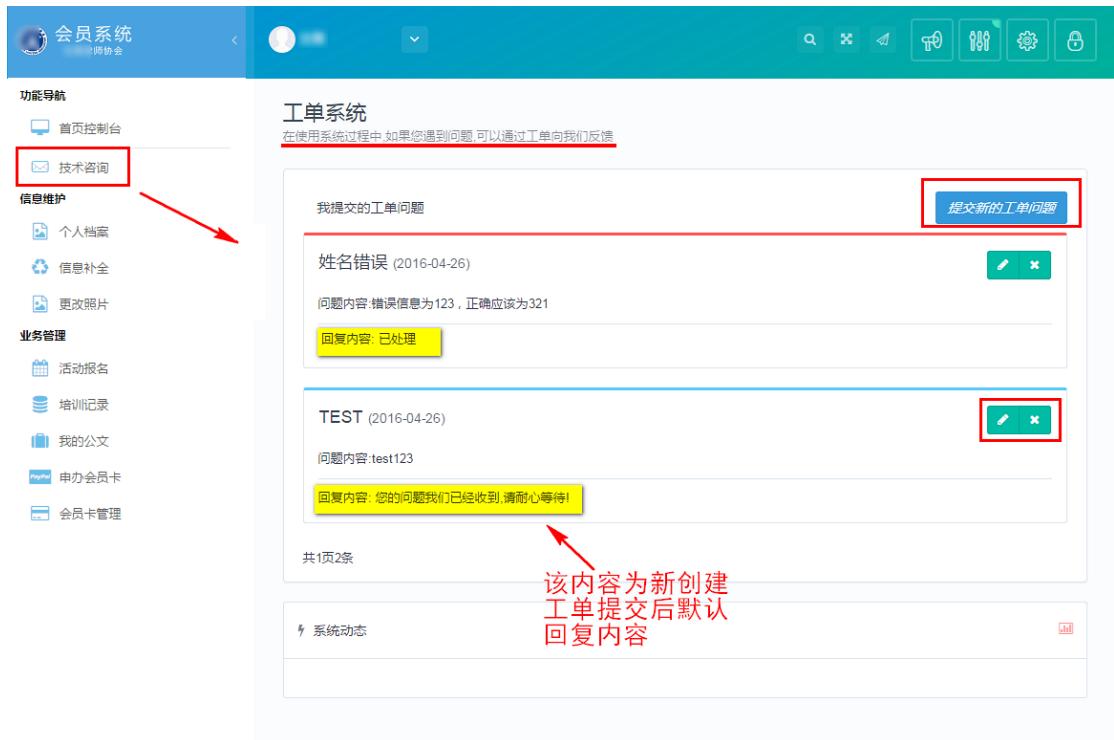 会员系统
师协会
功能导航
首页控制台
技术咨询
信息维护
个人档案
信息补全
更改照片
业务管理
活动报名
培训记录
我的公文
PayPal 申办会员卡
会员卡管理
工单系统
在使用系统过程中,如果您遇到问题,可以通过工单向我们反馈
我提交的工单问题
提交新的工单问题
姓名错误 (2016-04-26)
问题内容:错误信息为123，正确应该为321
回复内容: 已处理
TEST (2016-04-26)
问题内容:test123
回复内容: 您的问题我们已经收到,请耐心等待!
共1页2条
该内容为新创建
工单提交后默认
回复内容
系统动态